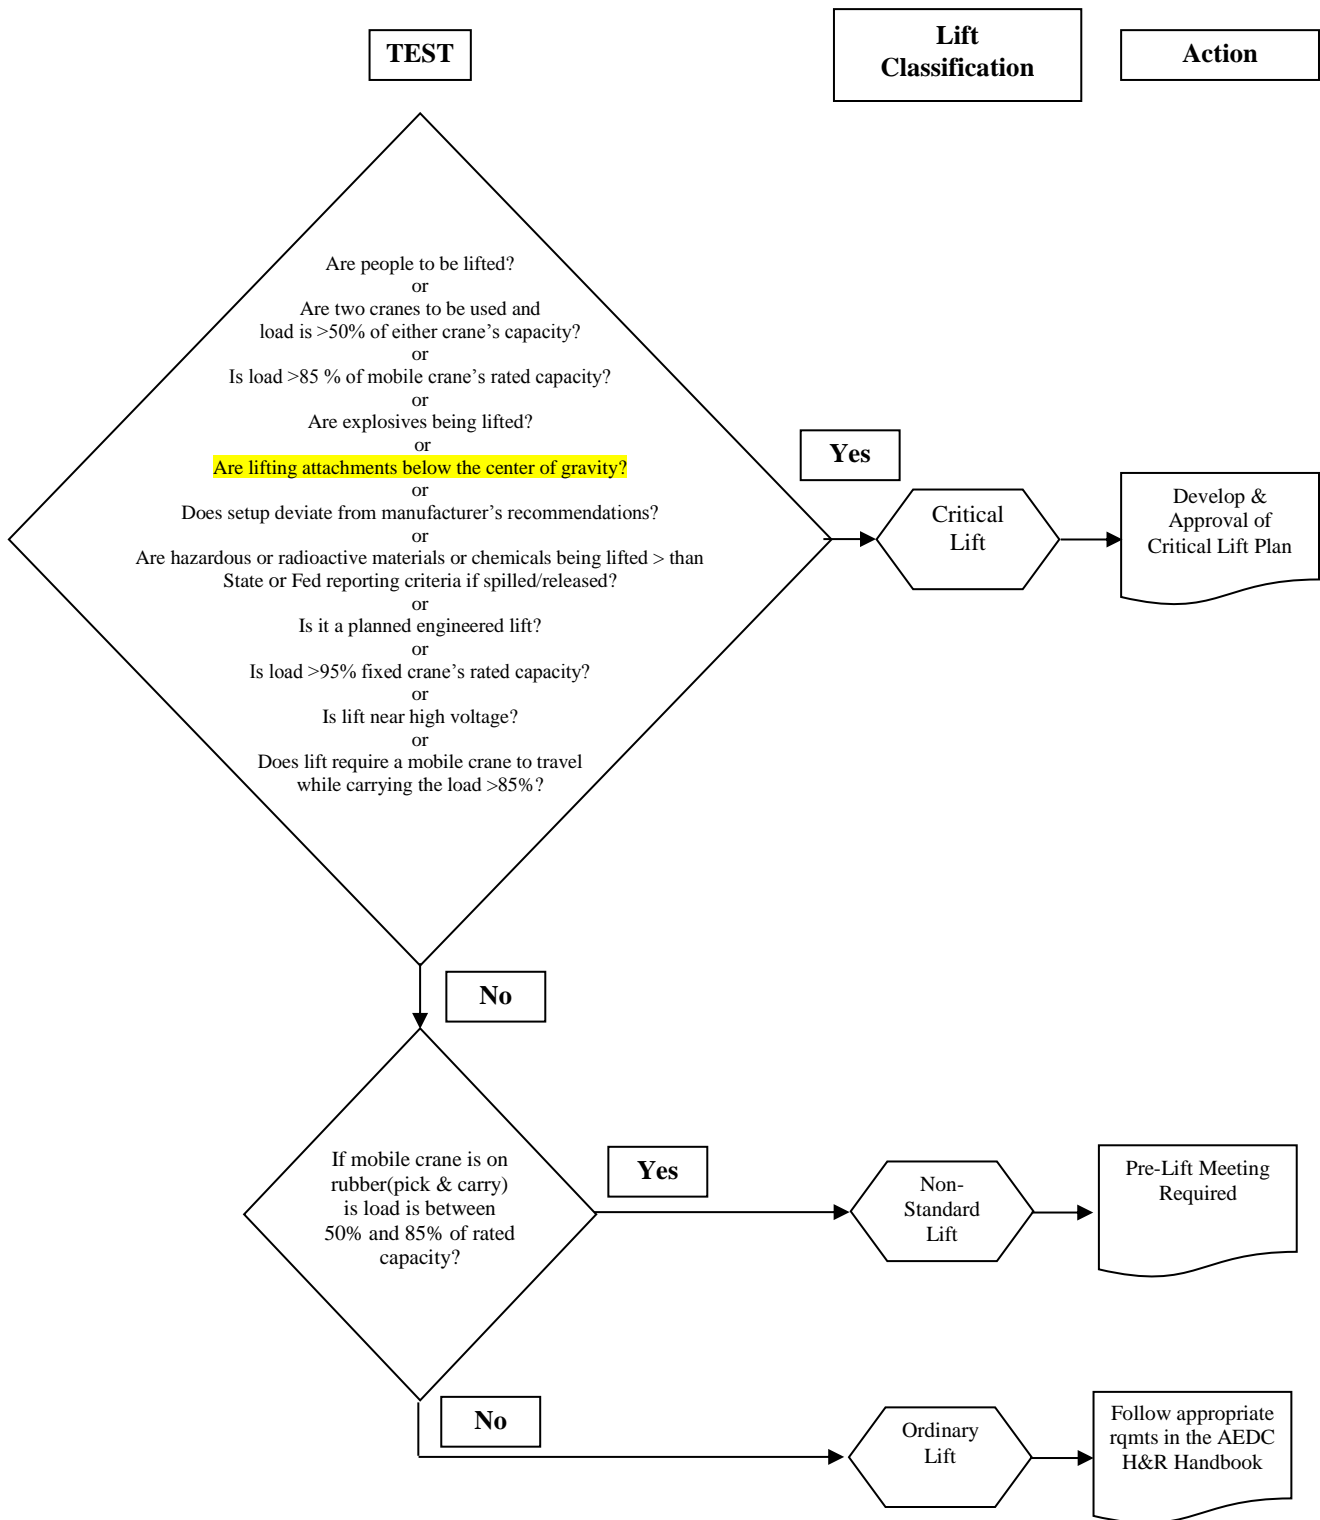 TEST
Lift
Classification
Action
Are people to be lifted?
or
Are two cranes to be used and
load is >50% of either crane’s capacity?
or
Is load >85 % of mobile crane’s rated capacity?
or
Are explosives being lifted?
or
Are lifting attachments below the center of gravity?
or
Does setup deviate from manufacturer’s recommendations?
or
Are hazardous or radioactive materials or chemicals being lifted > than
State or Fed reporting criteria if spilled/released?
or
Is it a planned engineered lift?
or
Is load >95% fixed crane’s rated capacity?
or
Is lift near high voltage?
or
Does lift require a mobile crane to travel
while carrying the load >85%?
Yes
Critical
Lift
Develop &
Approval of
Critical Lift Plan
No
If mobile crane is on
rubber(pick & carry)
is load is between
50% and 85% of rated
capacity?
Yes
Non-
Standard
Lift
Pre-Lift Meeting
Required
No
Ordinary
Lift
Follow appropriate
rqmts in the AEDC
H&R Handbook